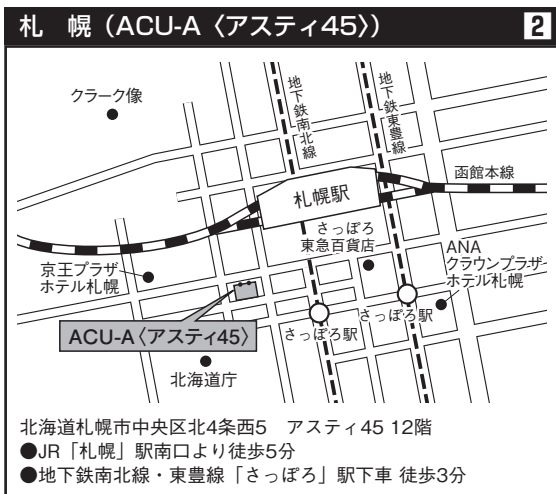 札　幌（ACU-A〈アスティ45〉）
2
クラーク像
地下鉄南北線
地下鉄東豊線
函館本線
札幌駅
さっぽろ
東急百貨店
ANA
クラウンプラザ
ホテル札幌
京王プラザ
ホテル札幌
さっぽろ駅
さっぽろ駅
ACU-A〈アスティ45〉
北海道庁
北海道札幌市中央区北4条西5　アスティ45 12階
●JR「札幌」駅南口より徒歩5分
●地下鉄南北線・東豊線「さっぽろ」駅下車 徒歩3分